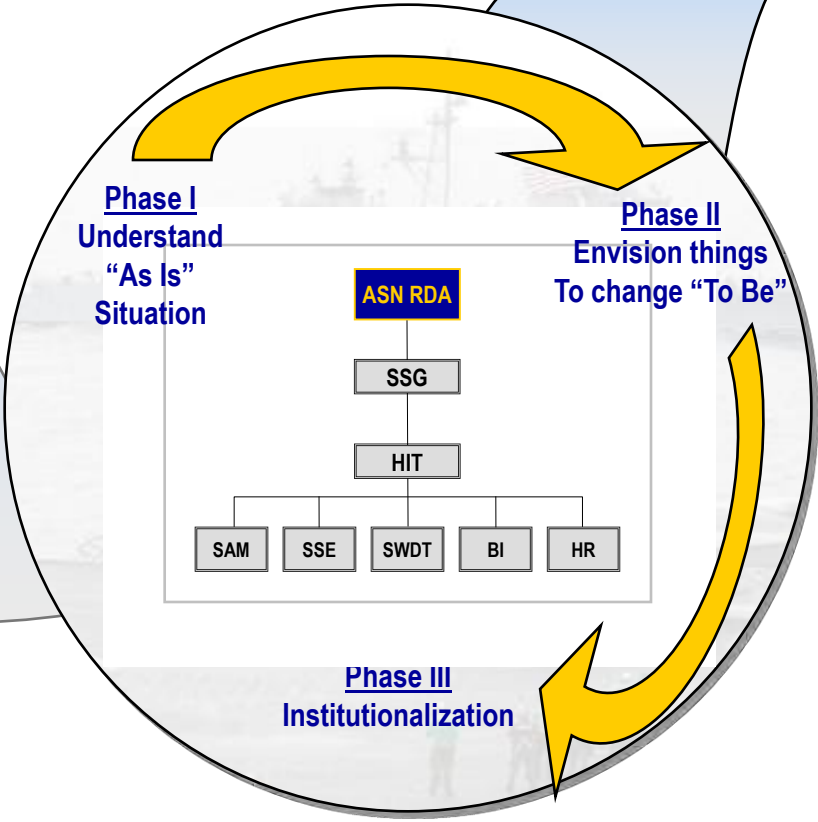 Phase I
Understand
“As Is”
Situation
Phase II
Envision things
To change “To Be”
ASN RDA
SSG
HIT
SAM
SSE
SWDT
BI
HR
Phase III
Institutionalization